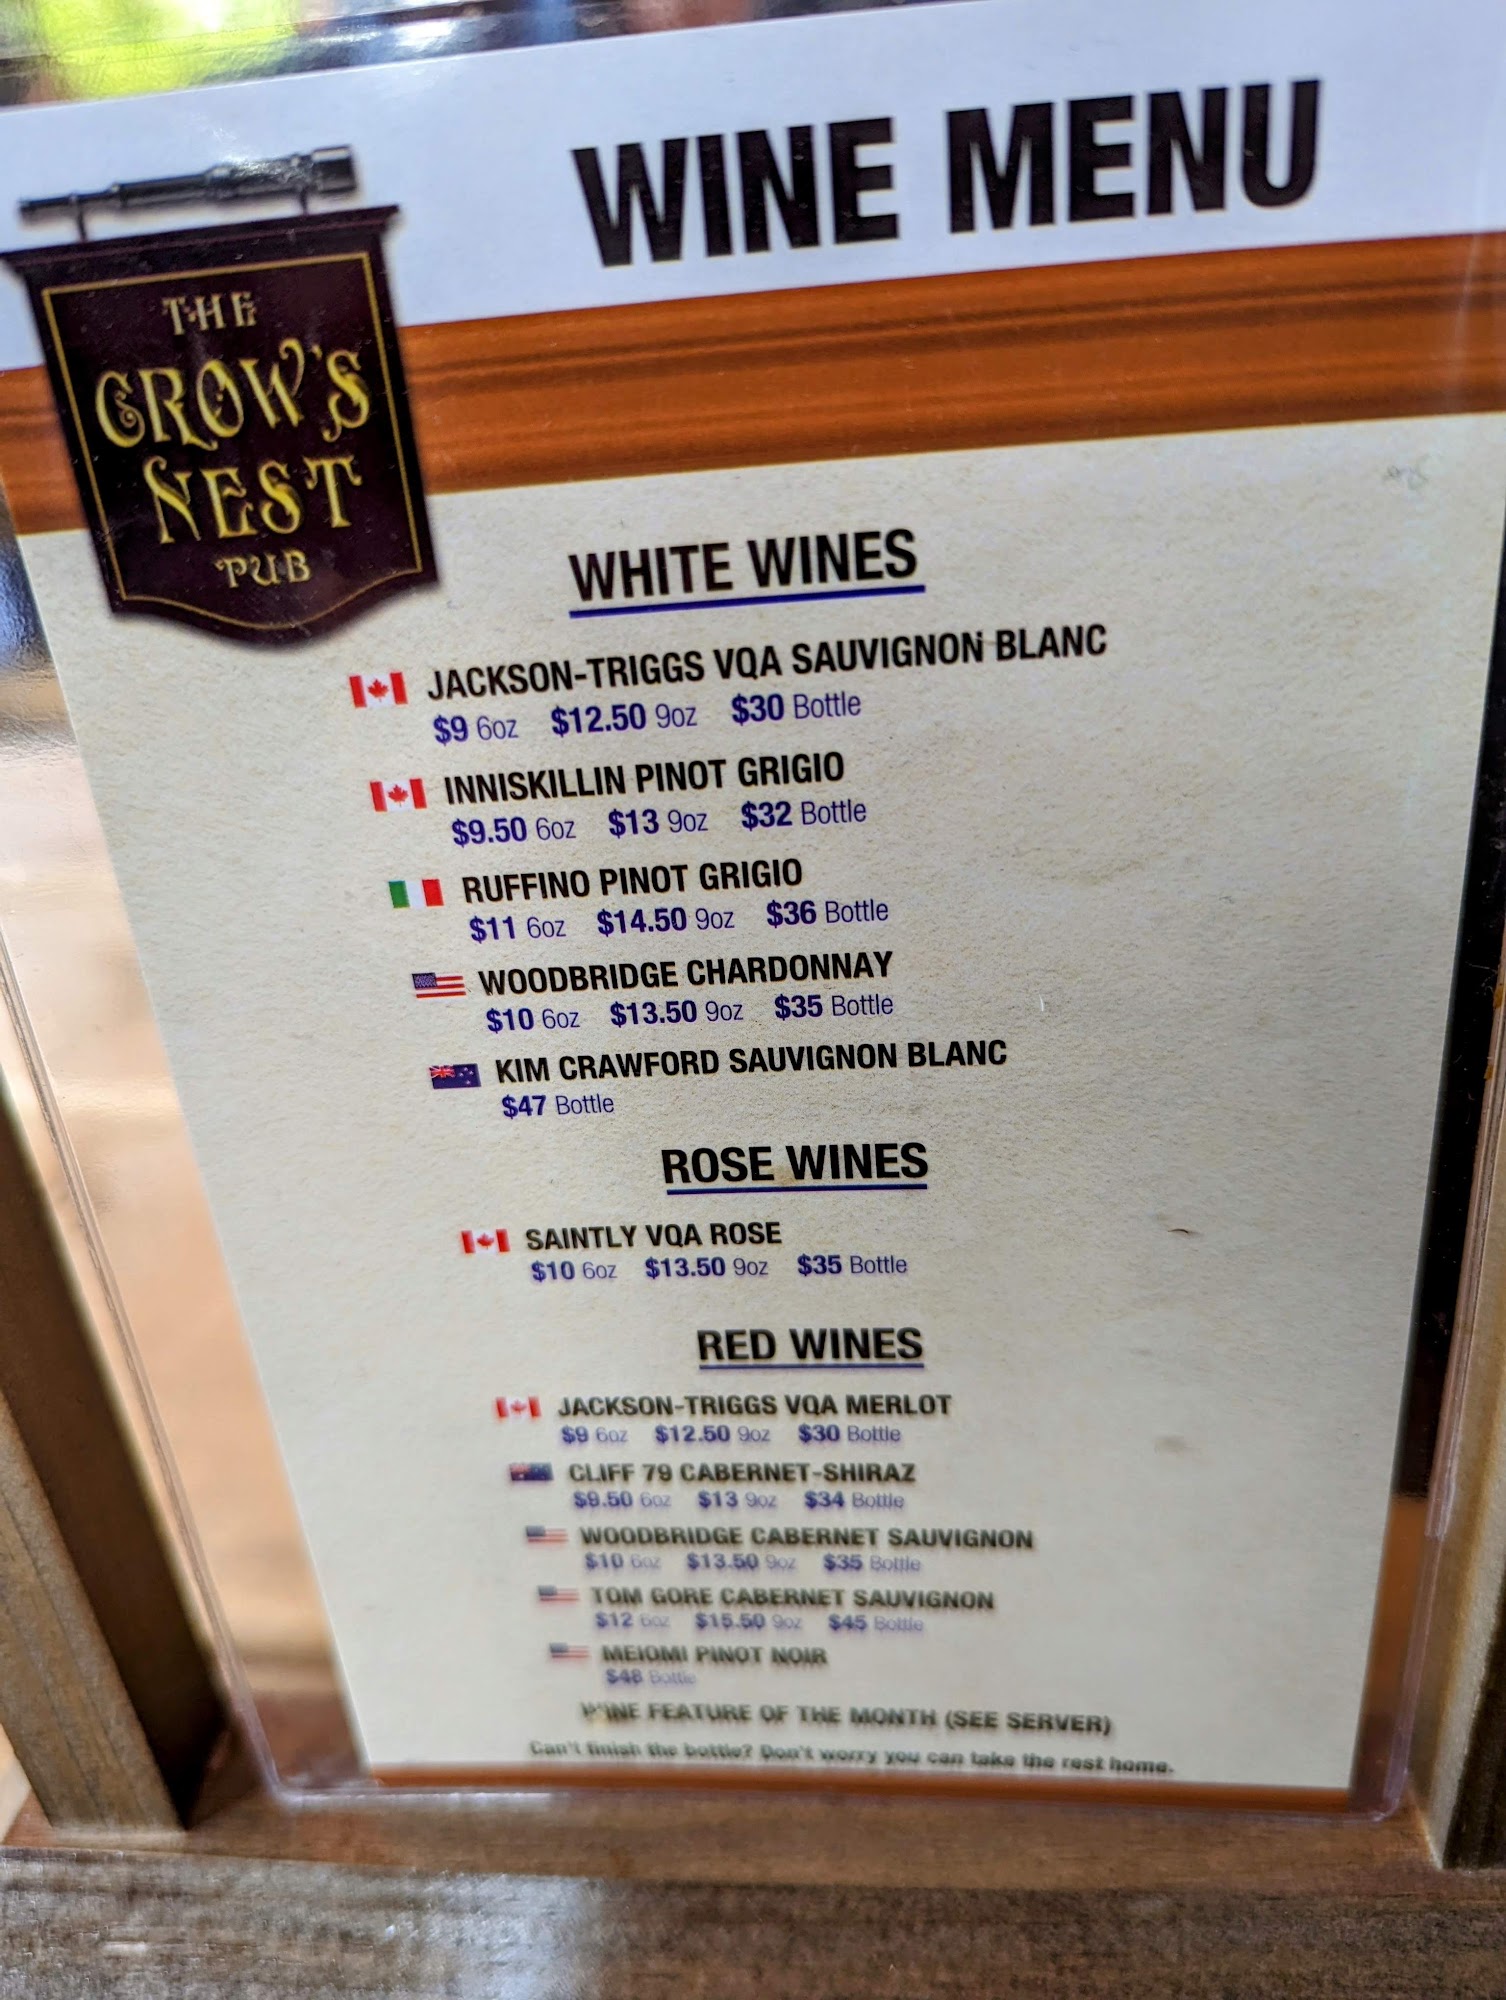 WINE MENU
THE
CROW'S
NEST
PUB
WHITE WINES
JACKSON-TRIGGS VQA SAUVIGNON BLANC
$9 6oz $12.50 9oz $30 Bottle
INNISKILLIN PINOT GRIGIO
$9.50 6oz $13 9oz $32 Bottle
RUFFINO PINOT GRIGIO
$11 6oz $14.50 9oz $36 Bottle
WOODBRIDGE CHARDONNAY
$10 6oz $13.50 9oz $35 Bottle
KIM CRAWFORD SAUVIGNON BLANC
$47 Bottle
ROSE WINES
SAINTLY VQA ROSE
$10 6oz $13.50 9oz $35 Bottle
RED WINES
JACKSON-TRIGGS VQA MERLOT
$9 6oz $12.50 9oz $30 Bottle
CLIFF 79 CABERNET-SHIRAZ
$9.50 6oz $13 9oz $34 Bottle
WOODBRIDGE CABERNET SAUVIGNON
$10 6oz $13.50 9oz $35 Bottle
TOM GORE CABERNET SAUVIGNON
$12 6oz $15.50 9oz $45 Bottle
MEIOMI PINOT NOIR
$48 Bottle
WINE FEATURE OF THE MONTH (SEE SERVER)
Can't finish the bottle? Don't worry you can take the rest home.